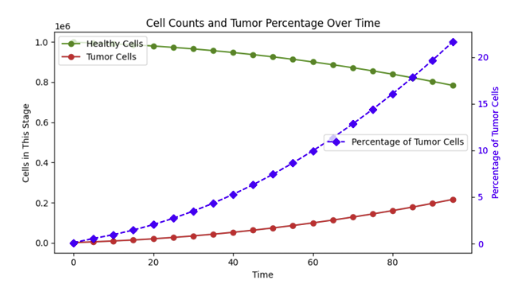 Cell Counts and Tumor Percentage Over Time
1e6
Healthy Cells
Tumor Cells
Percentage of Tumor Cells
Cells in This stage
1.0
0.8
0.6
0.4
0.2
0.0
20
15
10
5
0
Percentage of Tumor Cells
0 20 40 60 80
Time